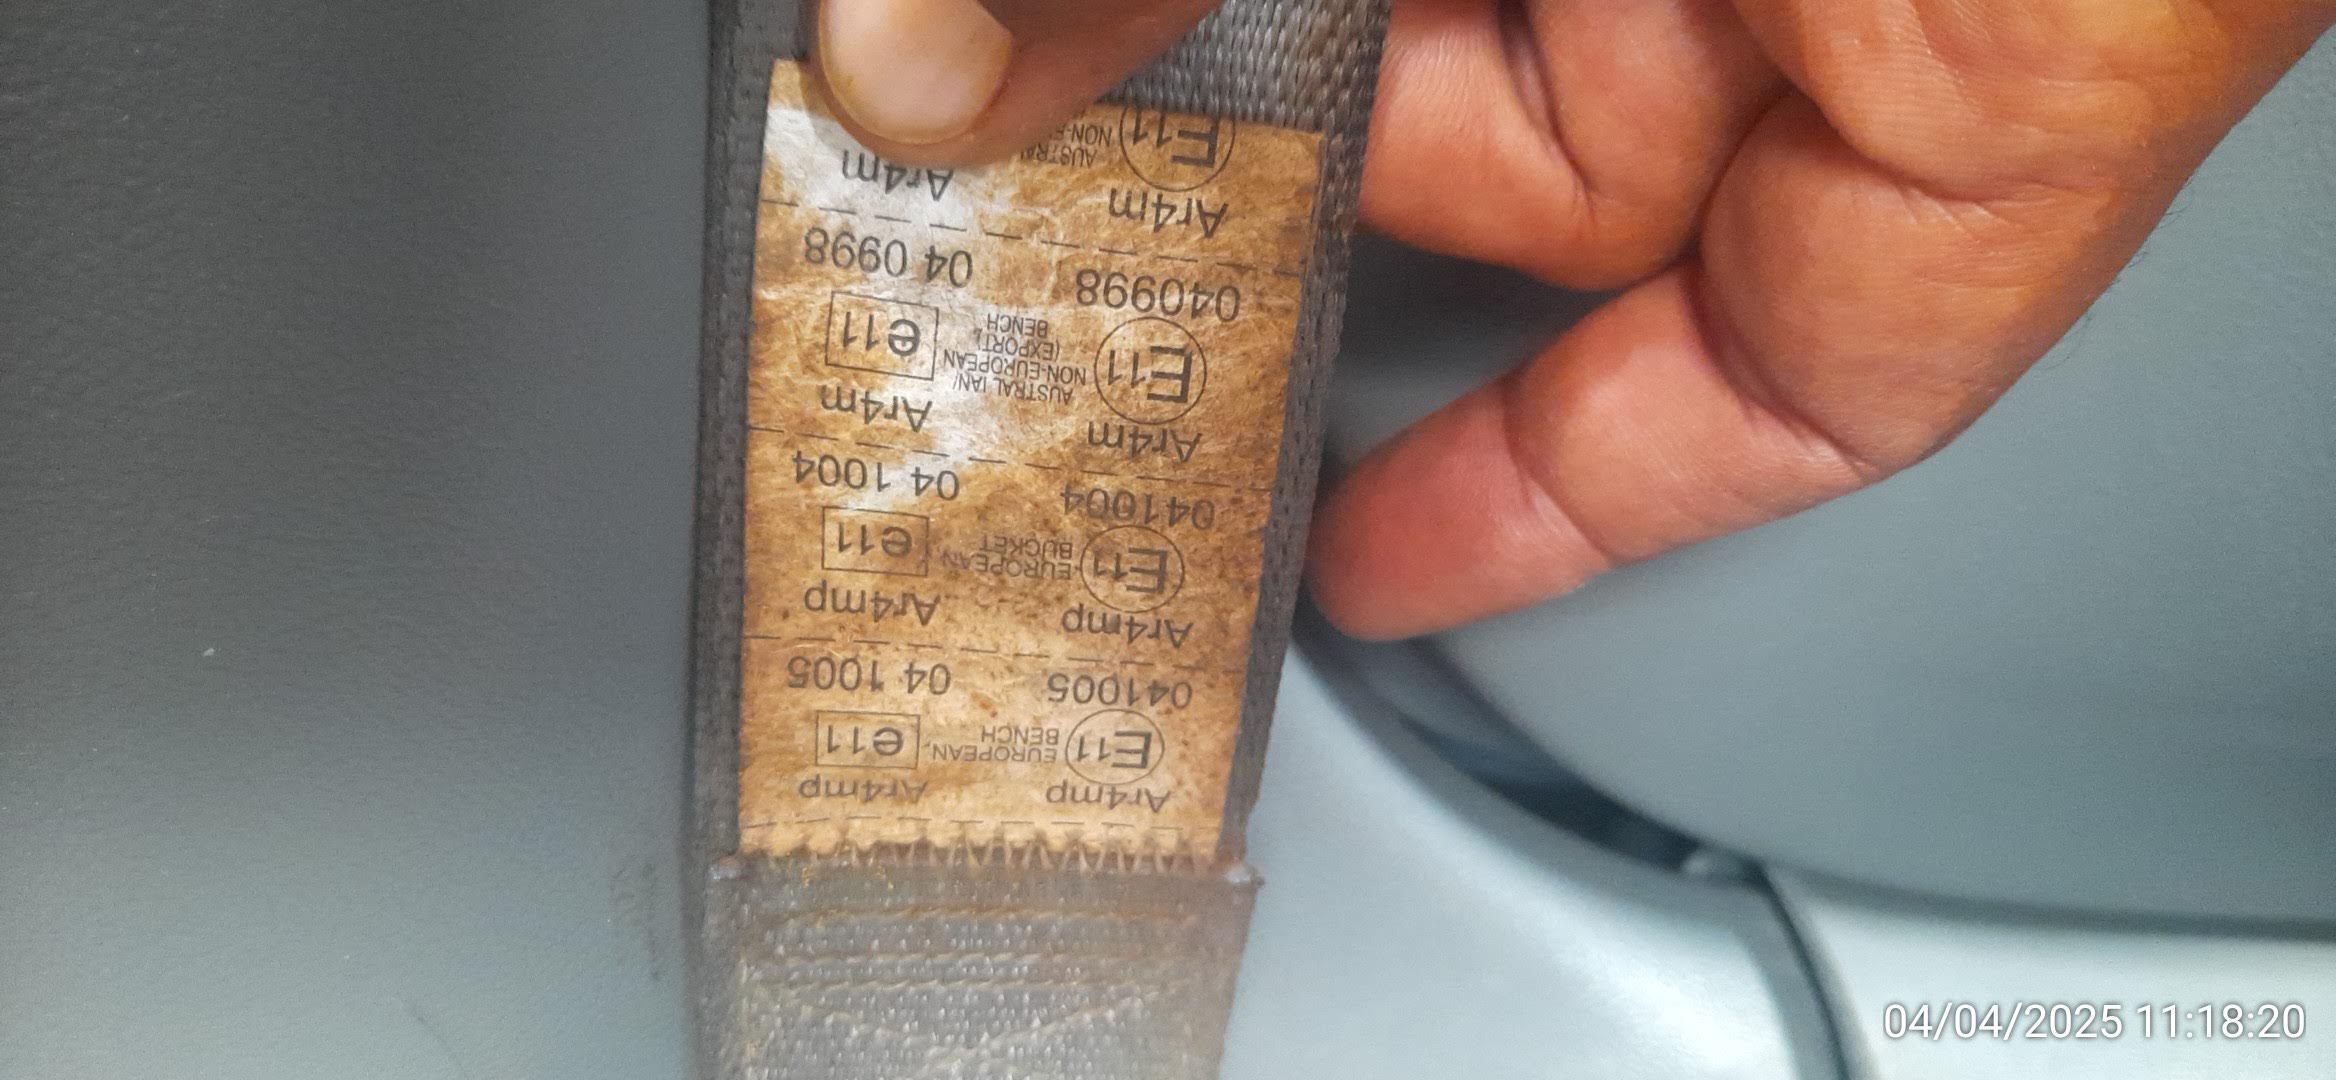 Ar4mp Ar4mp
E11 EUROPEAN, e11
BENCH
041005 04 1005
Ar4mp Ar4mp
E11 EUROPEAN, e11
BUCKET
041004 04 1004
Ar4m Ar4m
AUSTRALIAN/
E11 NON-EUROPEAN e11
(EXPORT),
BENCH
040998 04 0998
Ar4m Ar4m
E11
04/04/2025 11:18:20